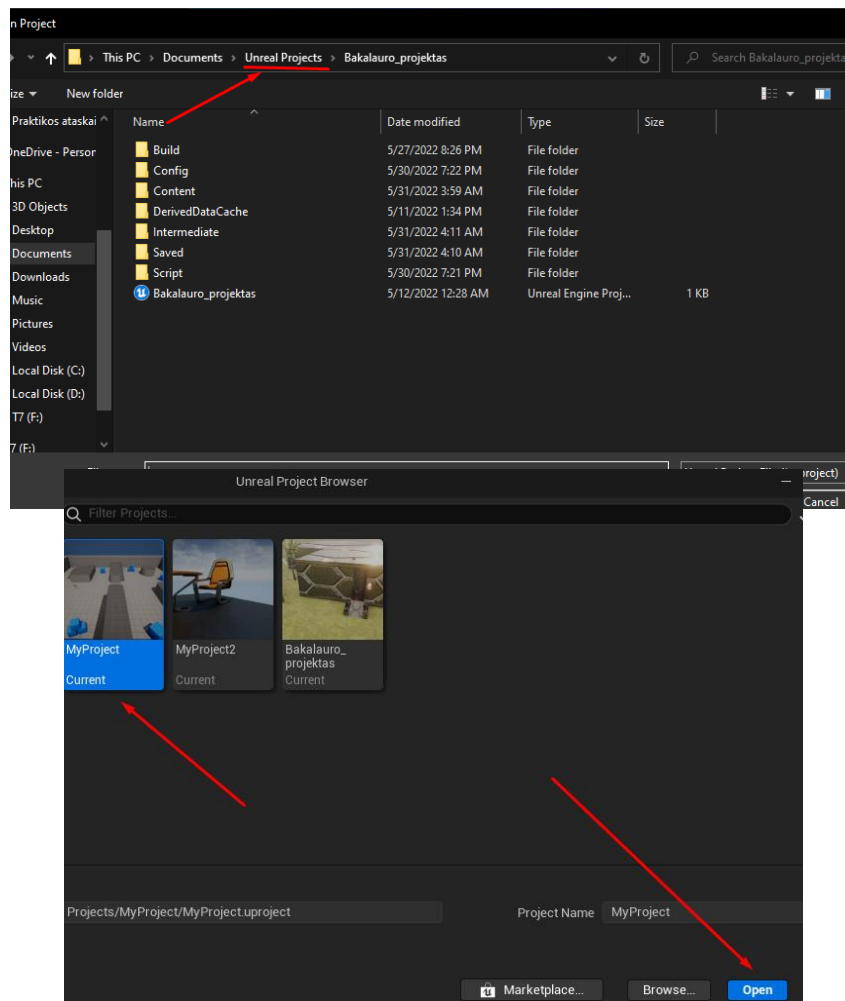 n Project
This PC › Documents › Unreal Projects › Bakalauro_projektas
Search Bakalauro_projekta
ize New folder
Name Date modified Type Size
Praktikos ataskai
OneDrive - Person
This PC
3D Objects
Desktop
Documents
Downloads
Music
Pictures
Videos
Local Disk (C:)
Local Disk (D:)
T7 (F:)
7 (F:)
Build 5/27/2022 8:26 PM File folder
Config 5/30/2022 7:22 PM File folder
Content 5/31/2022 3:59 AM File folder
DerivedDataCache 5/11/2022 1:34 PM File folder
Intermediate 5/31/2022 4:11 AM File folder
Saved 5/31/2022 4:10 AM File folder
Script 5/30/2022 7:21 PM File folder
Bakalauro_projektas 5/12/2022 12:28 AM Unreal Engine Proj... 1 KB
roject)
Cancel
Unreal Project Browser
Filter Projects...
MyProject
Current
MyProject2
Current
Bakalauro_
projektas
Current
Projects/MyProject/MyProject.uproject
Project Name MyProject
Marketplace... Browse... Open